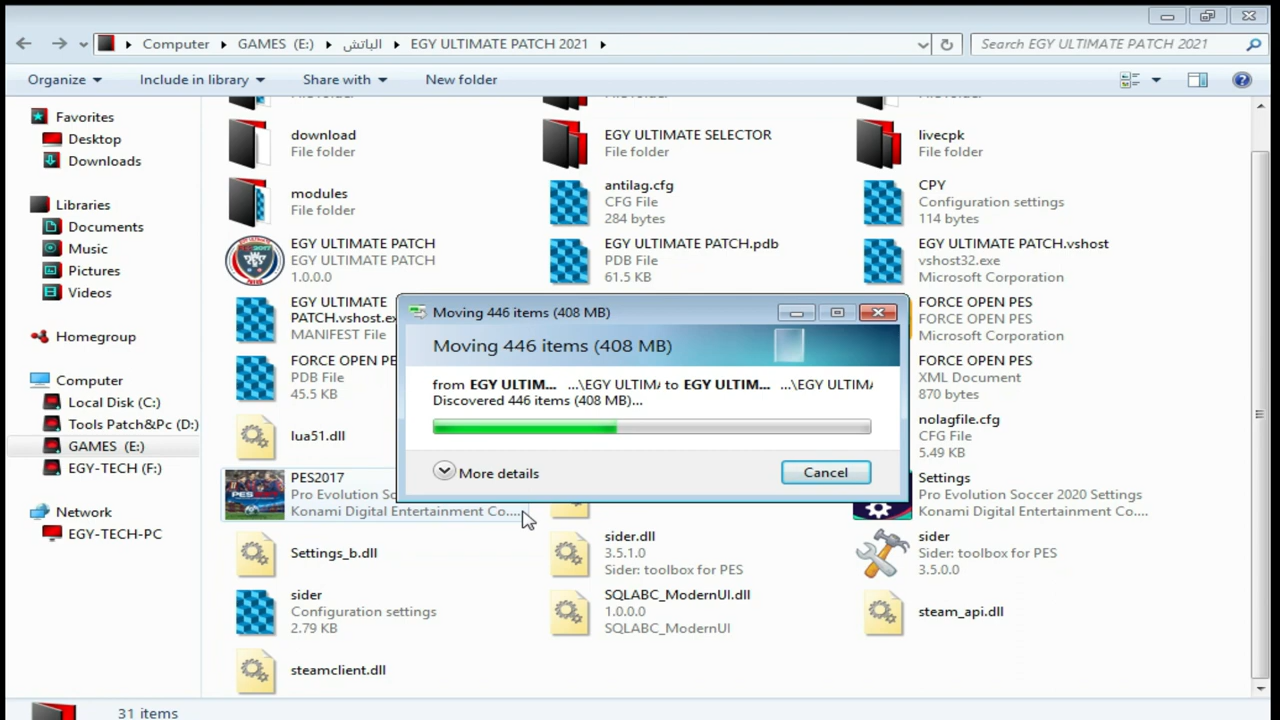 Computer
GAMES (E:)
الباتش
EGY ULTIMATE PATCH 2021
Search EGY ULTIMATE PATCH 2021
Organize
Include in library
Share with
New folder
Favorites
Desktop
Downloads
Libraries
Documents
Music
Pictures
Videos
Homegroup
Computer
Local Disk (C:)
Tools Patch&Pc (D:)
GAMES (E:)
EGY-TECH (F:)
Network
EGY-TECH-PC
File folder
File folder
File folder
download
File folder
EGY ULTIMATE SELECTOR
File folder
livecpk
File folder
modules
File folder
antilag.cfg
CFG File
284 bytes
CPY
Configuration settings
114 bytes
EGY ULTIMATE PATCH
EGY ULTIMATE PATCH
1.0.0.0
EGY ULTIMATE PATCH.pdb
PDB File
61.5 KB
EGY ULTIMATE PATCH.vshost
vshost32.exe
Microsoft Corporation
EGY ULTIMATE
PATCH.vshost.ex
MANIFEST File
FORCE OPEN PES
FORCE OPEN PES
Microsoft Corporation
FORCE OPEN PE
PDB File
45.5 KB
FORCE OPEN PES
XML Document
870 bytes
lua51.dll
nolagfile.cfg
CFG File
5.49 KB
PES2017
Pro Evolution So
Konami Digital Entertainment Co....
Settings
Pro Evolution Soccer 2020 Settings
Konami Digital Entertainment Co....
Settings_b.dll
sider.dll
3.5.1.0
Sider: toolbox for PES
sider
Sider: toolbox for PES
3.5.0.0
sider
Configuration settings
2.79 KB
SQLABC_ModernUI.dll
1.0.0.0
SQLABC_ModernUI
steam_api.dll
steamclient.dll
Moving 446 items (408 MB)
Moving 446 items (408 MB)
from EGY ULTIM... ...\EGY ULTIMA to EGY ULTIM... ...\EGY ULTIMA
Discovered 446 items (408 MB)...
More details
Cancel
31 items